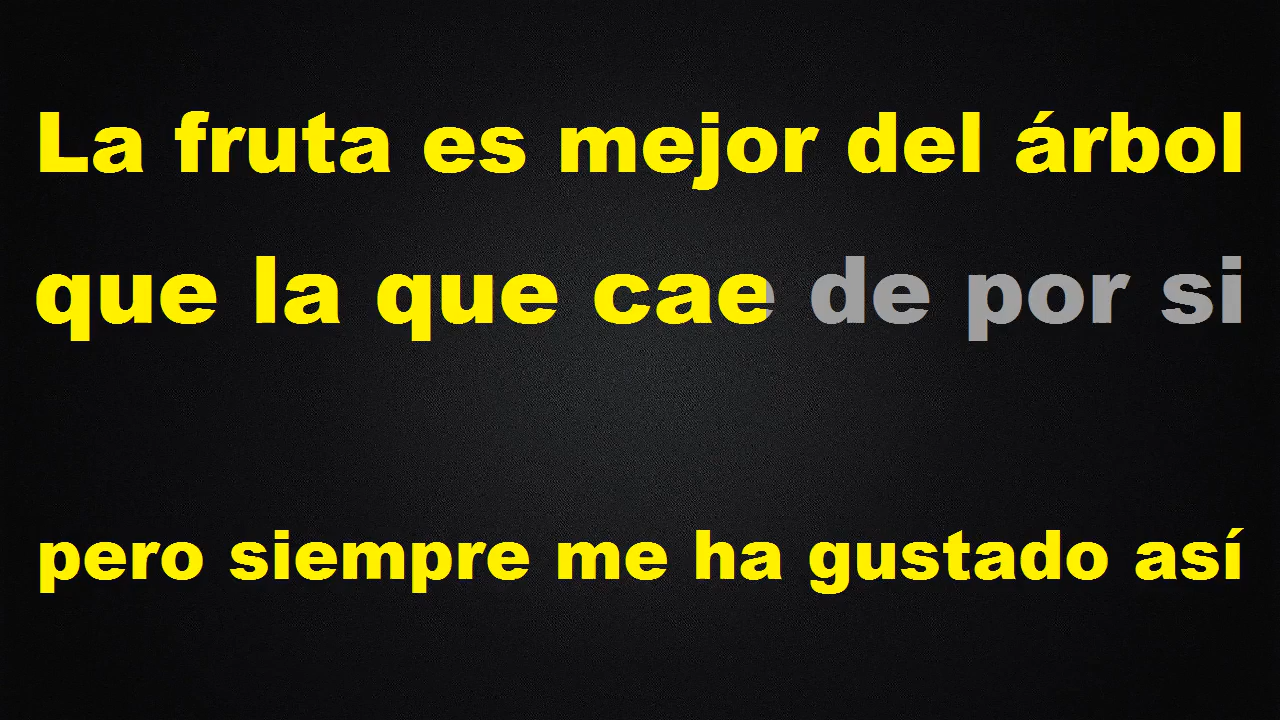 La fruta es mejor del árbol
que la que cae de por si
pero siempre me ha gustado así